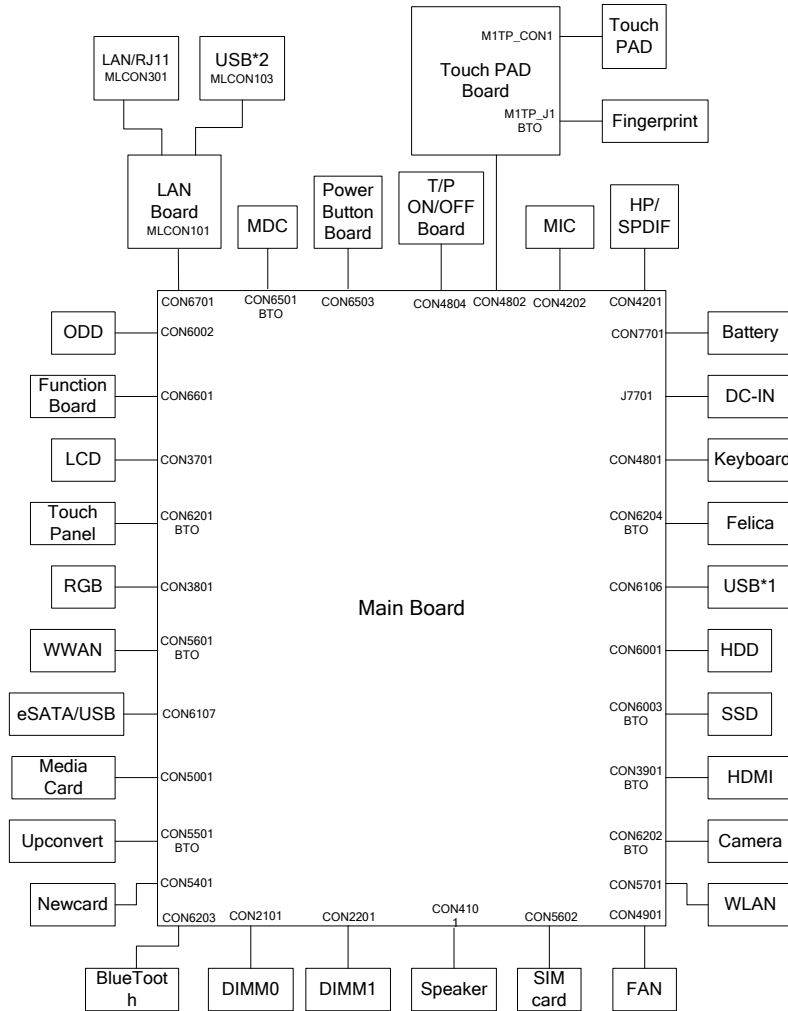 LAN/RJ11
MLCON301
USB*2
MLCON103
M1TP_CON1
Touch
PAD
Touch PAD
Board
M1TP_J1
BTO
Fingerprint
LAN
Board
MLCON101
MDC
Power
Button
Board
T/P
ON/OFF
Board
MIC
HP/
SPDIF
CON6701
CON6501
BTO
CON6503
CON4804
CON4802
CON4202
CON4201
ODD
CON6002
CON7701
Battery
Function
Board
CON6601
J7701
DC-IN
LCD
CON3701
CON4801
Keyboard
Touch
Panel
CON6201
BTO
CON6204
BTO
Felica
RGB
CON3801
Main Board
CON6106
USB*1
WWAN
CON5601
BTO
CON6001
HDD
eSATA/USB
CON6107
CON6003
BTO
SSD
Media
Card
CON5001
CON3901
BTO
HDMI
Upconvert
CON5501
BTO
CON6202
BTO
Camera
Newcard
CON5401
CON5701
WLAN
CON6203
CON2101
CON2201
CON410
1
CON5602
CON4901
BlueToot
h
DIMM0
DIMM1
Speaker
SIM
card
FAN